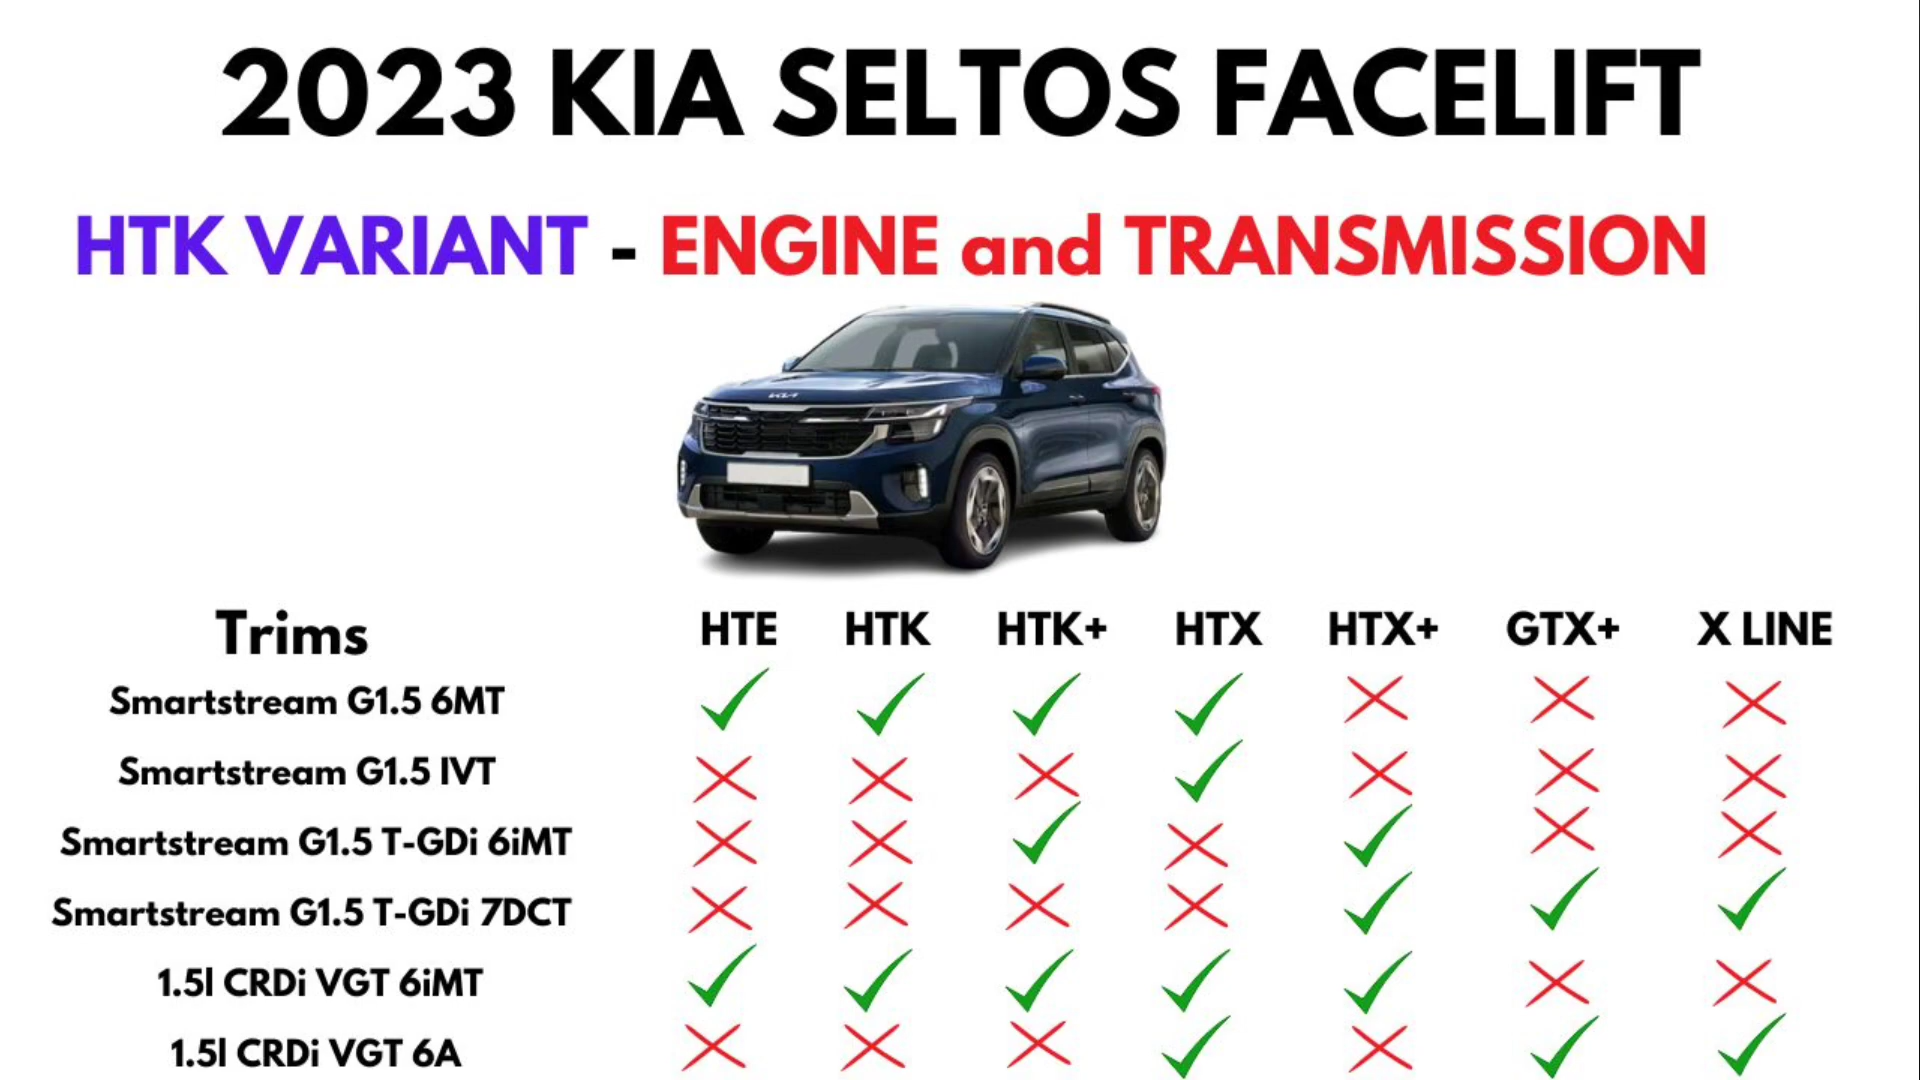 2023 KIA SELTOS FACELIFT
HTK VARIANT - ENGINE and TRANSMISSION
KIA
Trims HTE HTK HTK+ HTX HTX+ GTX+ X LINE
Smartstream G1.5 6MT
Smartstream G1.5 IVT
Smartstream G1.5 T-GDi 6iMT
Smartstream G1.5 T-GDi 7DCT
1.5l CRDi VGT 6iMT
1.5l CRDi VGT 6A